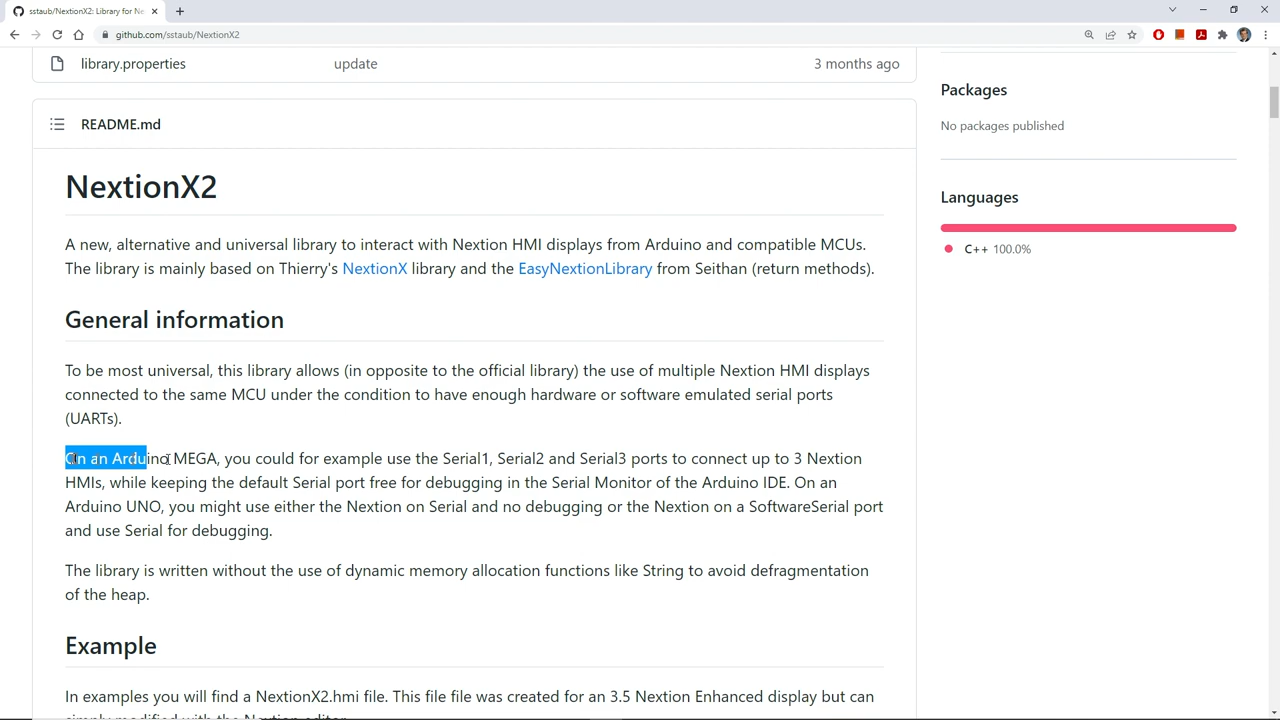 sstaub/NextionX2: Library for Ne
github.com/sstaub/NextionX2
library.properties update 3 months ago
README.md
NextionX2
A new, alternative and universal library to interact with Nextion HMI displays from Arduino and compatible MCUs.
The library is mainly based on Thierry's NextionX library and the EasyNextionLibrary from Seithan (return methods).
General information
To be most universal, this library allows (in opposite to the official library) the use of multiple Nextion HMI displays
connected to the same MCU under the condition to have enough hardware or software emulated serial ports
(UARTs).
On an Arduino MEGA, you could for example use the Serial1, Serial2 and Serial3 ports to connect up to 3 Nextion
HMIs, while keeping the default Serial port free for debugging in the Serial Monitor of the Arduino IDE. On an
Arduino UNO, you might use either the Nextion on Serial and no debugging or the Nextion on a SoftwareSerial port
and use Serial for debugging.
The library is written without the use of dynamic memory allocation functions like String to avoid defragmentation
of the heap.
Example
In examples you will find a NextionX2.hmi file. This file file was created for an 3.5 Nextion Enhanced display but can
simply modified with the Nextion editor
Packages
No packages published
Languages
C++ 100.0%